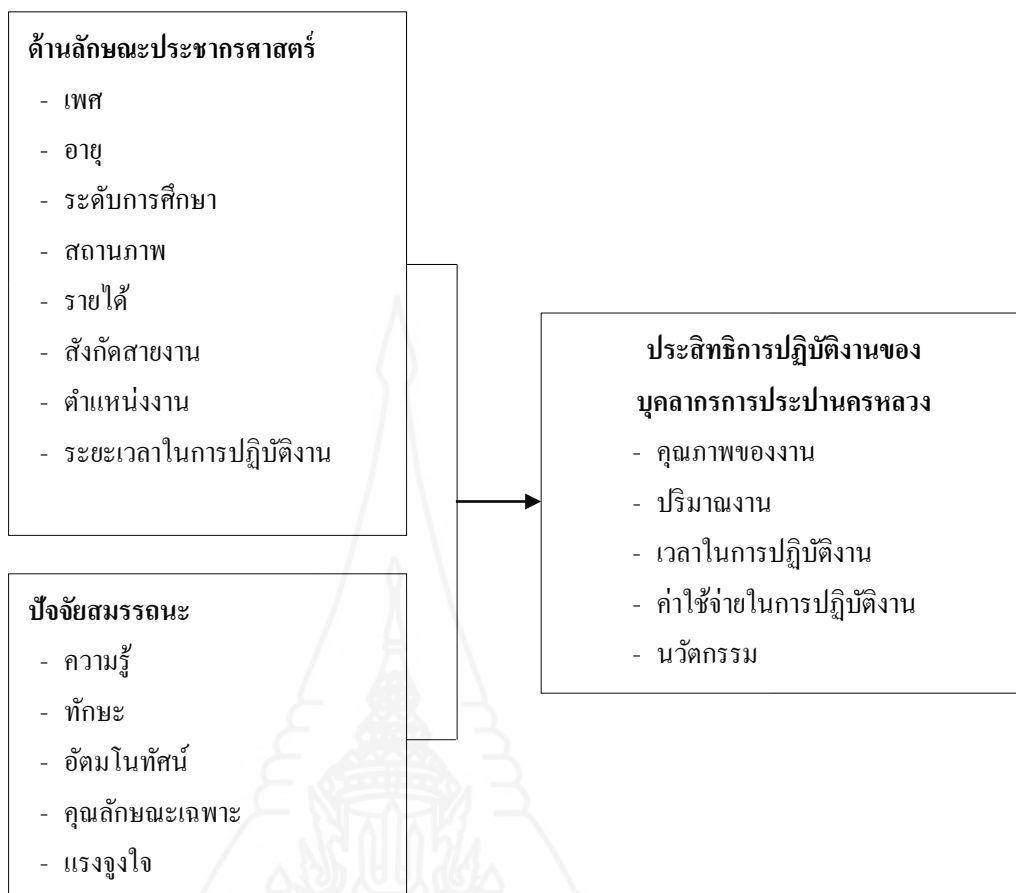 ด้านลักษณะประชากรศาสตร์
- เพศ
- อายุ
- ระดับการศึกษา
- สถานภาพ
- รายได้
- สังกัดสายงาน
- ตำแหน่งงาน
- ระยะเวลาในการปฏิบัติงาน
ปัจจัยสมรรถนะ
- ความรู้
- ทักษะ
- อัตมโนทัศน์
- คุณลักษณะเฉพาะ
- แรงจูงใจ
ประสิทธิการปฏิบัติงานของ
บุคลากรการประปานครหลวง
- คุณภาพของงาน
- ปริมาณงาน
- เวลาในการปฏิบัติงาน
- ค่าใช้จ่ายในการปฏิบัติงาน
- นวัตกรรม